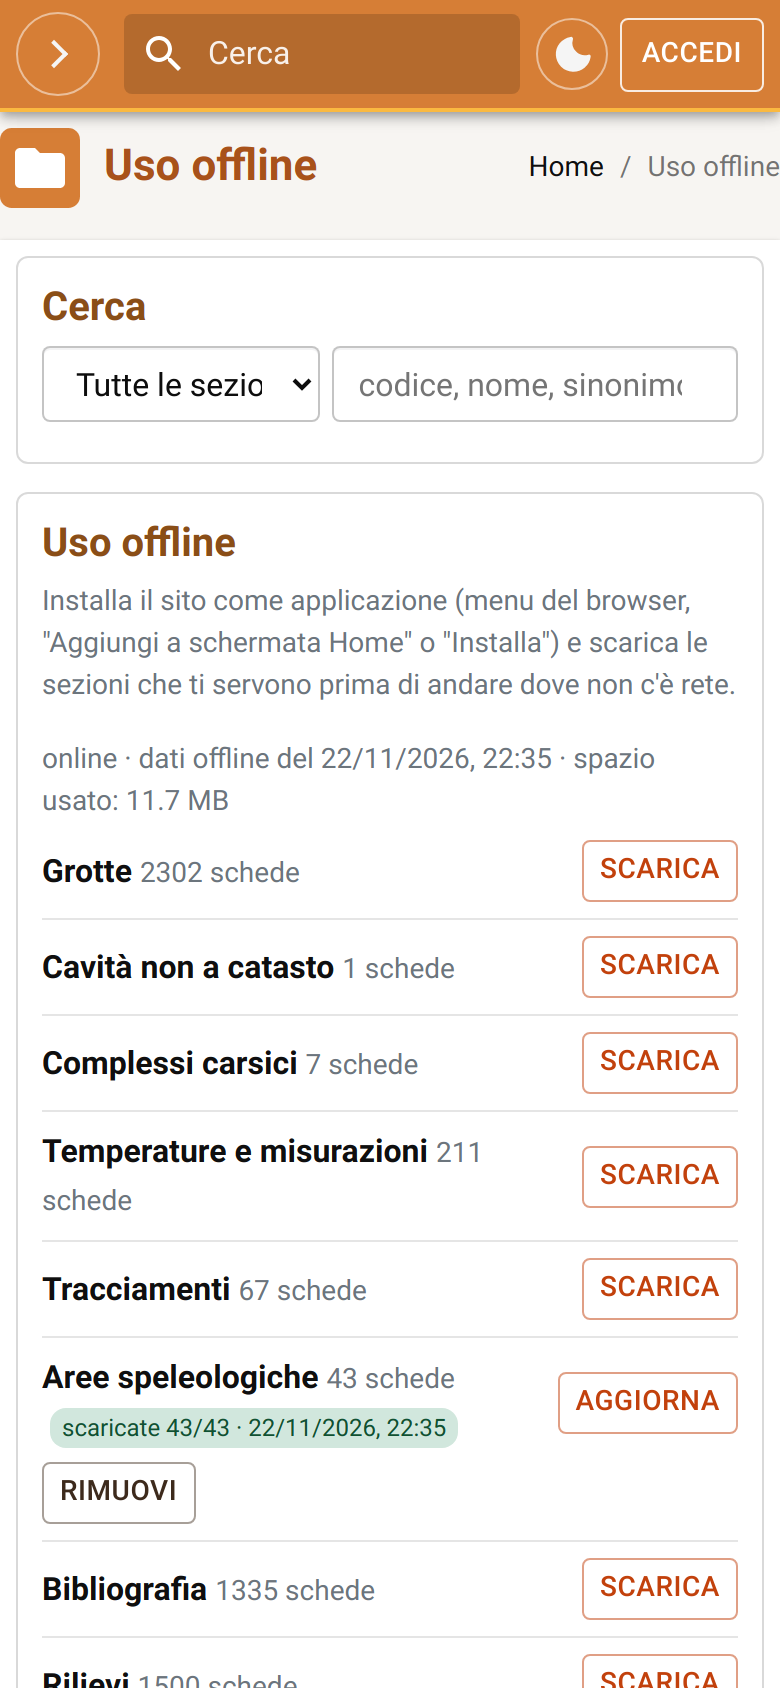 Cerca
ACCEDI
Uso offline
Home / Uso offline
Cerca
Tutte le sezio
codice, nome, sinonimo
Uso offline
Installa il sito come applicazione (menu del browser,
"Aggiungi a schermata Home" o "Installa") e scarica le
sezioni che ti servono prima di andare dove non c'è rete.
online · dati offline del 22/11/2026, 22:35 · spazio
usato: 11.7 MB
Grotte 2302 schede
SCARICA
Cavità non a catasto 1 schede
SCARICA
Complessi carsici 7 schede
SCARICA
Temperature e misurazioni 211
schede
SCARICA
Tracciamenti 67 schede
SCARICA
Aree speleologiche 43 schede
scaricate 43/43 · 22/11/2026, 22:35
AGGIORNA
RIMUOVI
Bibliografia 1335 schede
SCARICA
Rilievi 1500 schede
SCARICA